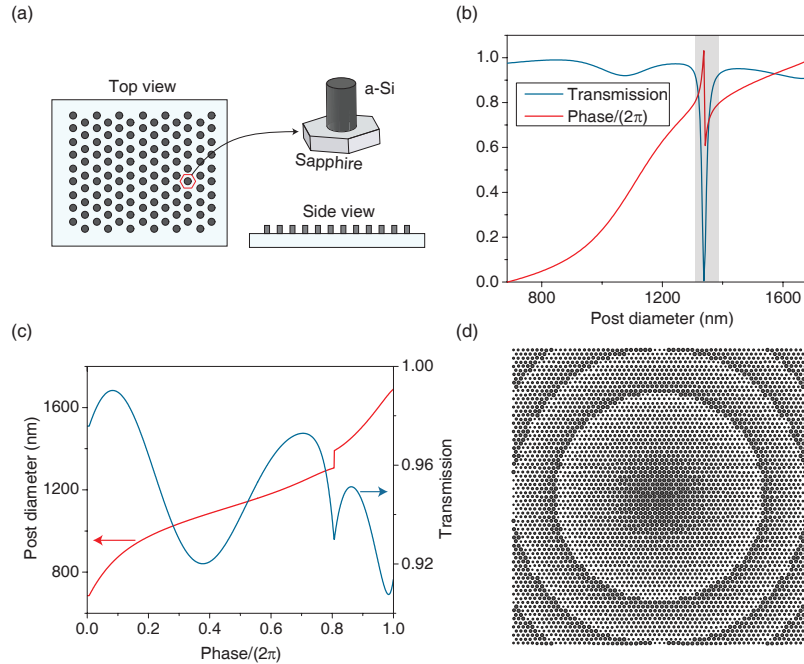 (a)
Top view
a-Si
Sapphire
Side view
(b)
1.0
0.8
0.6
0.4
0.2
0.0
Transmission
Phase/(2π)
800
1200
1600
Post diameter (nm)
(c)
Post diameter (nm)
1600
1400
1200
1000
800
0.0
0.2
0.4
0.6
0.8
1.0
Phase/(2π)
1.00
0.96
0.92
Transmission
(d)